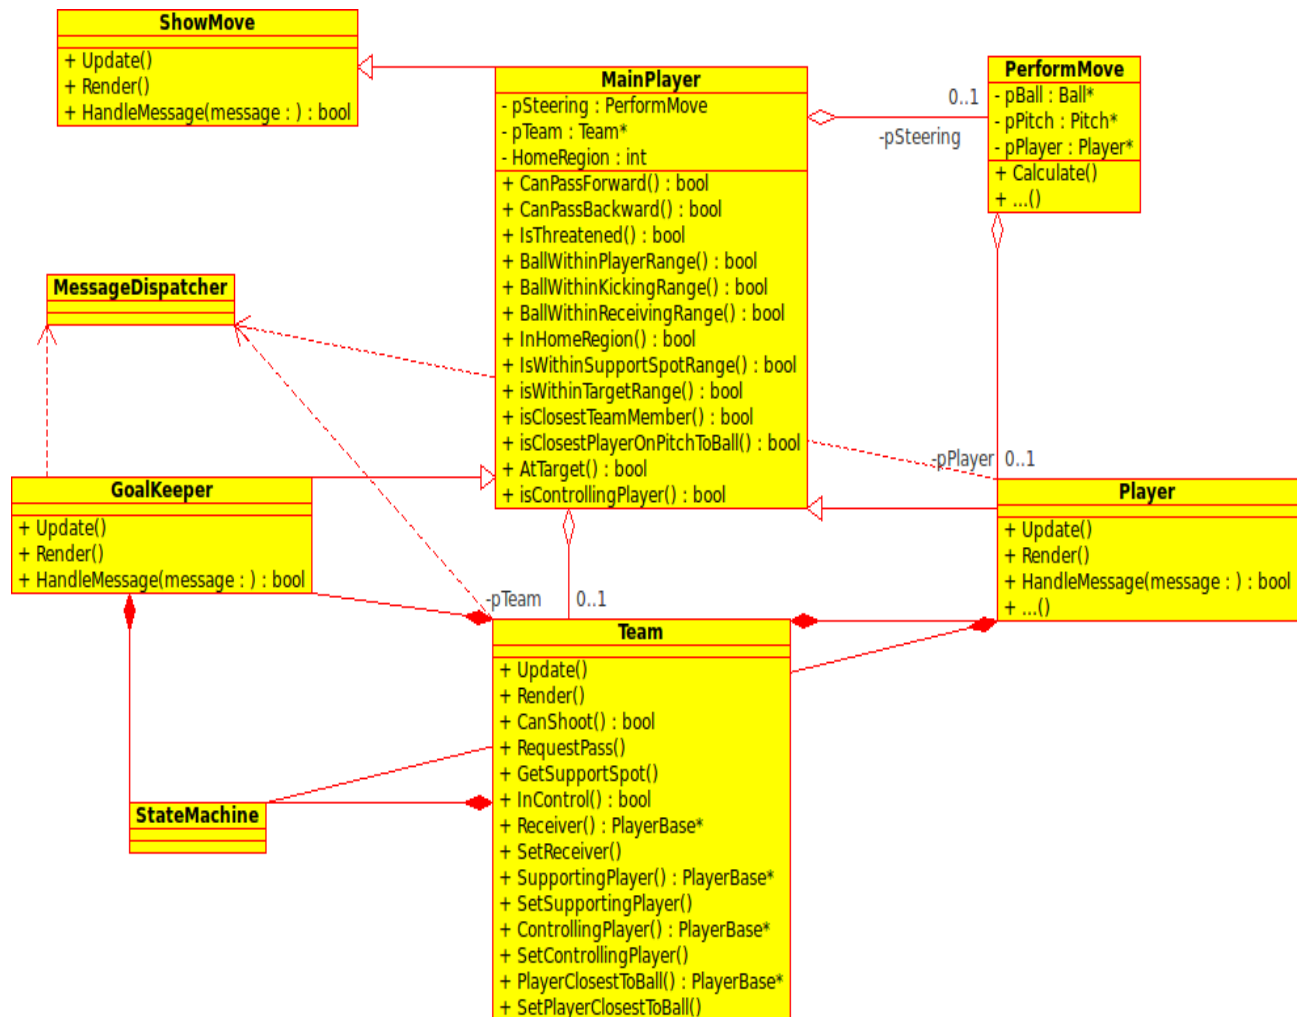 ShowMove
+ Update()
+ Render()
+ HandleMessage(message : ) : bool
MainPlayer
- pSteering : PerformMove
- pTeam : Team*
- HomeRegion : int
+ CanPassForward() : bool
+ CanPassBackward() : bool
+ IsThreatened() : bool
+ BallWithinPlayerRange() : bool
+ BallWithinKickingRange() : bool
+ BallWithinReceivingRange() : bool
+ InHomeRegion() : bool
+ IsWithinSupportSpotRange() : bool
+ isWithinTargetRange() : bool
+ isClosestTeamMember() : bool
+ isClosestPlayerOnPitchToBall() : bool
+ AtTarget() : bool
+ isControllingPlayer() : bool
0..1
-pSteering
PerformMove
- pBall : Ball*
- pPitch : Pitch*
- pPlayer : Player*
+ Calculate()
+ ...()
MessageDispatcher
-pPlayer 0..1
GoalKeeper
+ Update()
+ Render()
+ HandleMessage(message : ) : bool
Player
+ Update()
+ Render()
+ HandleMessage(message : ) : bool
+ ...()
-pTeam 0..1
Team
+ Update()
+ Render()
+ CanShoot() : bool
+ RequestPass()
+ GetSupportSpot()
+ InControl() : bool
+ Receiver() : PlayerBase*
+ SetReceiver()
+ SupportingPlayer() : PlayerBase*
+ SetSupportingPlayer()
+ ControllingPlayer() : PlayerBase*
+ SetControllingPlayer()
+ PlayerClosestToBall() : PlayerBase*
+ SetPlayerClosestToBall()
StateMachine